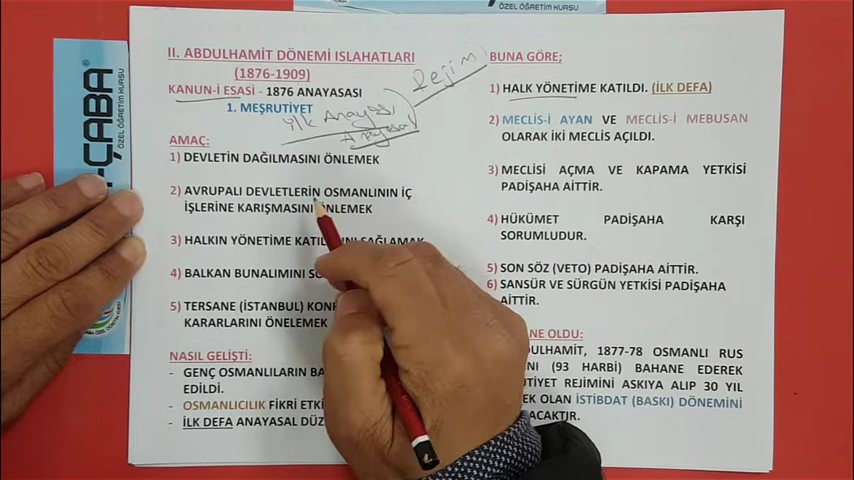 ÖZEL ÖĞRETİM KURSU
ÇABA
ÖZEL ÖĞRETİM KURSU
II. ABDULHAMİT DÖNEMİ ISLAHATLARI
(1876-1909)
KANUN-İ ESASİ - 1876 ANAYASASI
1. MEŞRUTİYET
Rejim
İlk Anayasa
Anayasal
AMAÇ:
1) DEVLETİN DAĞILMASINI ÖNLEMEK
2) AVRUPALI DEVLETLERİN OSMANLININ İÇ
İŞLERİNE KARIŞMASINI ÖNLEMEK
3) HALKIN YÖNETİME SAĞLAMAK
4) BALKAN BUNALIMINI
5) TERSANE (İSTANBUL)
KARARLARINI ÖNELEMEK
NASIL GELİŞTİ:
- GENÇ OSMANLILARIN
EDİLDİ.
- OSMANLICILIK FİKRİ
- İLK DEFA ANAYASAL
BUNA GÖRE;
1) HALK YÖNETİME KATILDI. (İLK DEFA)
2) MECLİS-İ AYAN VE MECLİS-İ MEBUSAN
OLARAK İKİ MECLİS AÇILDI.
3) MECLİSİ AÇMA VE KAPAMA YETKİSİ
PADİŞAHA AİTTİR.
4) HÜKÜMET PADİŞAHA KARŞI
SORUMLUDUR.
5) SON SÖZ (VETO) PADİŞAHA AİTTİR.
6) SANSÜR VE SÜRGÜN YETKİSİ PADİŞAHA
AİTTİR.
NE OLDU:
1877-78 OSMANLI RUS
(93 HARBİ) BAHANE EDEREK
REJİMİNİ ASKIYA ALIP 30 YIL
OLAN İSTİBDAT (BASKI) DÖNEMİNİ